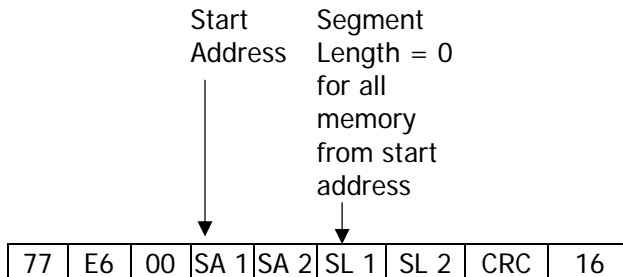 Start
Address
Segment
Length = 0
for all
memory
from start
address
77 E6 00 SA 1 SA 2 SL 1 SL 2 CRC 16